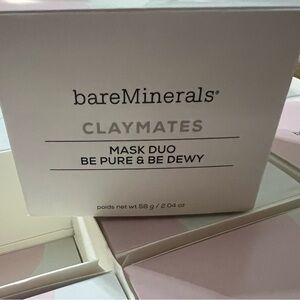 bareMinerals®
CLAYMATES
MASK DUO
BE PURE & BE DEWY
poids net wt 58 g / 2.04 oz